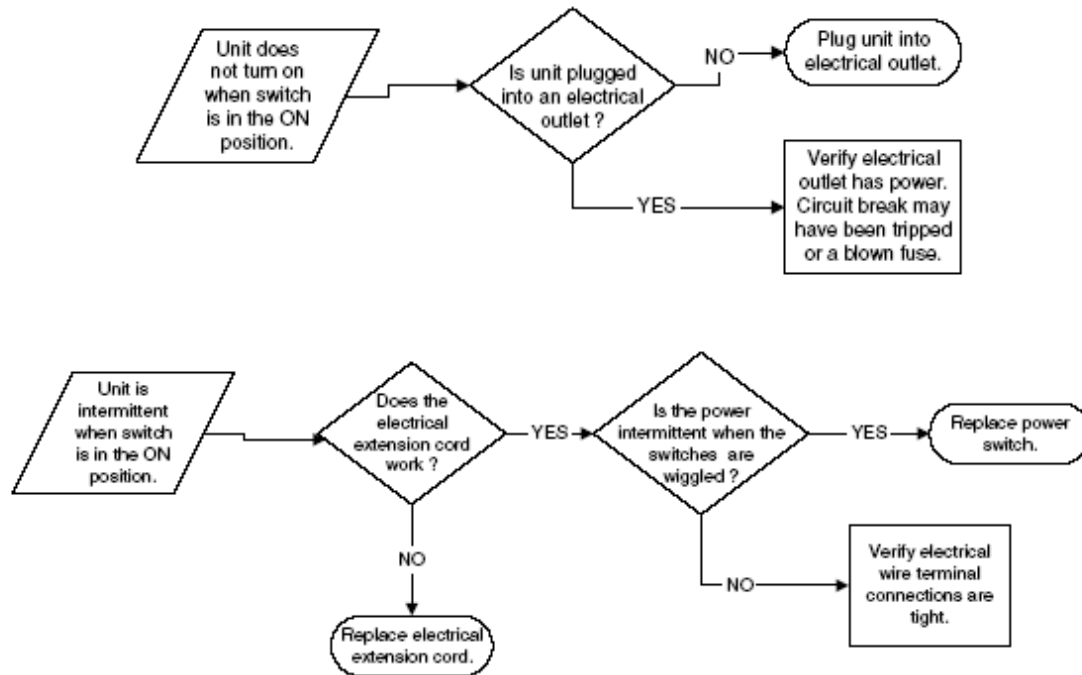 Unit does
not turn on
when switch
is in the ON
position.
Is unit plugged
into an electrical
outlet ?
NO
Plug unit into
electrical outlet.
YES
Verify electrical
outlet has power.
Circuit break may
have been tripped
or a blown fuse.
Unit is
intermittent
when switch
is in the ON
position.
Does the
electrical
extension cord
work ?
YES
Is the power
intermittent when the
switches are
wiggled ?
YES
Replace power
switch.
NO
Replace electrical
extension cord.
NO
Verify electrical
wire terminal
connections are
tight.